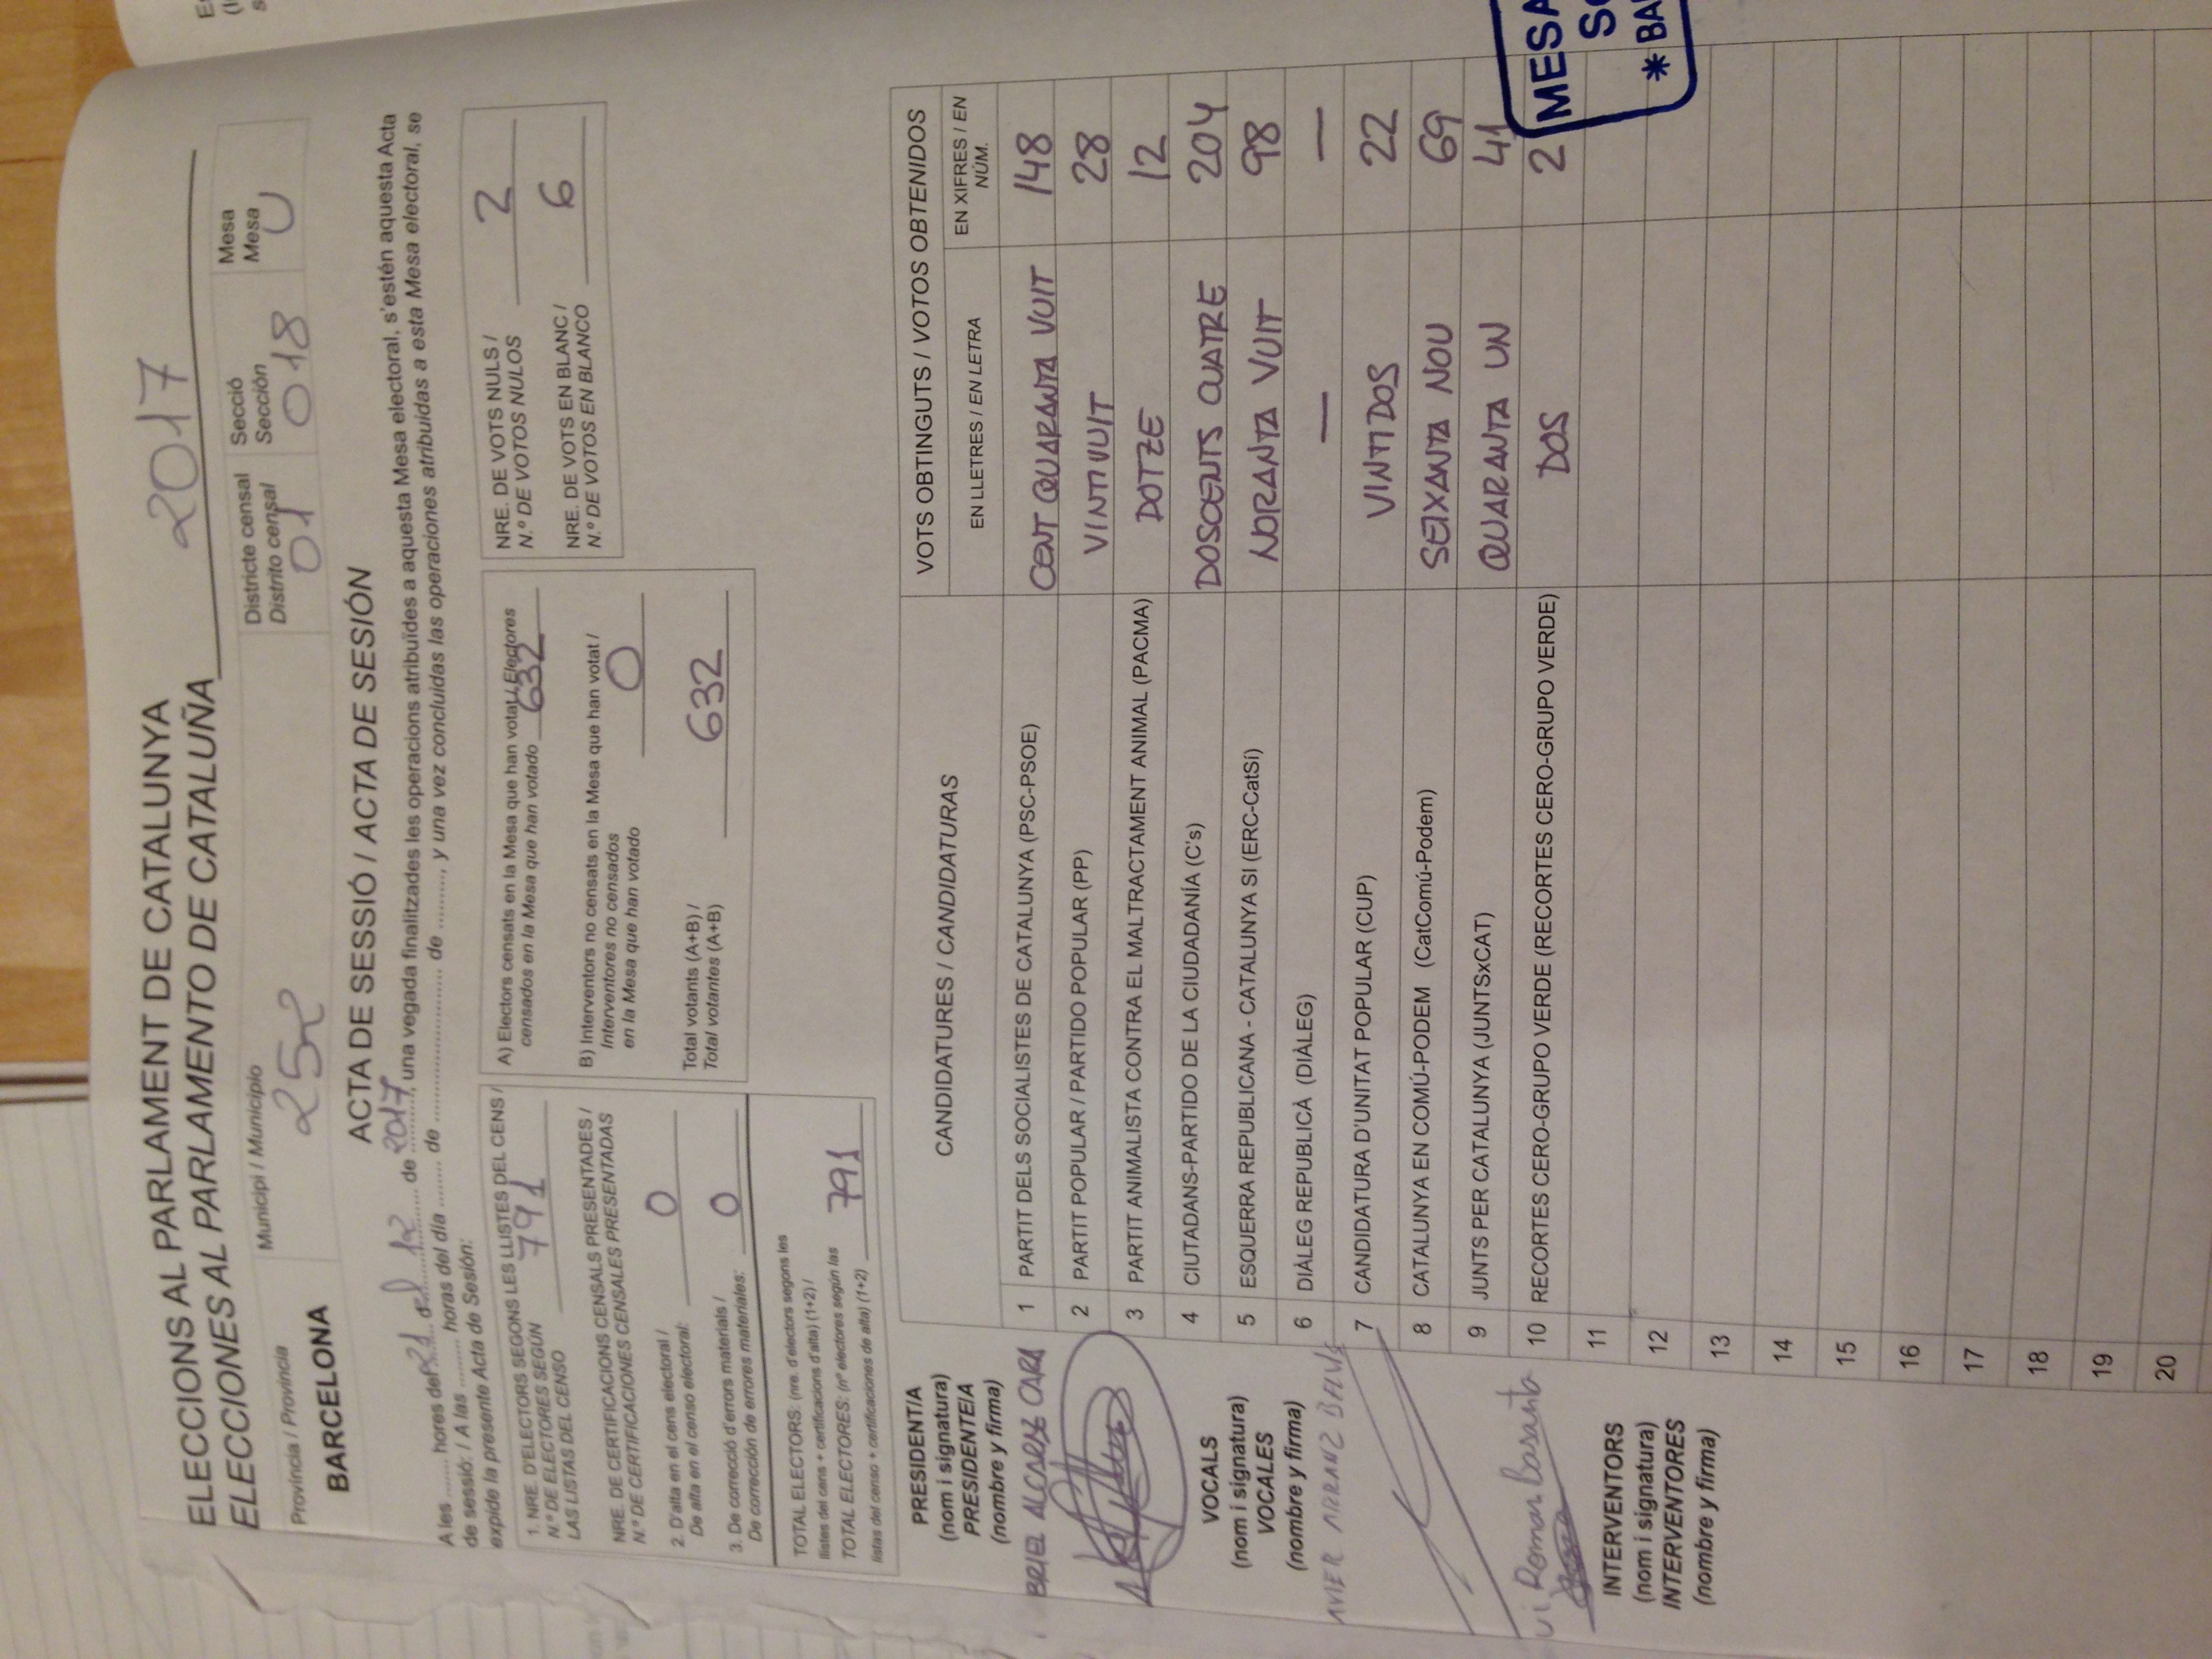 ELECCIONS AL PARLAMENT DE CATALUNYA
ELECCIONES AL PARLAMENTO DE CATALUÑA 2017
Província / Provincia
BARCELONA
Municipi / Municipio
252
Districte censal
Distrito censal
01
Secció
Sección
018
Mesa
Mesa
U
ACTA DE SESSIÓ / ACTA DE SESIÓN
A les ....... hores del 21 d el 12 de 2017, una vegada finalitzades les operacions atribuïdes a aquesta Mesa electoral, s'estén aquesta Acta
de sessió: / A las ......... horas del día ........ de ........................... de .........., y una vez concluidas las operaciones atribuidas a esta Mesa electoral, se
expide la presente Acta de Sesión:
1. NRE. D'ELECTORS SEGONS LES LLISTES DEL CENS /
N.º DE ELECTORES SEGÚN
LAS LISTAS DEL CENSO 791
NRE. DE CERTIFICACIONS CENSALS PRESENTADES /
N.º DE CERTIFICACIONES CENSALES PRESENTADAS
2. D'alta en el cens electoral /
De alta en el censo electoral: 0
3. De correcció d'errors materials /
De corrección de errores materiales: 0
TOTAL ELECTORS: (nre. d'electors segons les
llistes del cens + certificacions d'alta) (1+2) /
TOTAL ELECTORES: (nº electores según las
listas del censo + certificaciones de alta) (1+2) 791
A) Electors censats en la Mesa que han votat / Electores
censados en la Mesa que han votado 632
B) Interventors no censats en la Mesa que han votat /
Interventores no censados
en la Mesa que han votado 0
Total votants (A+B) /
Total votantes (A+B) 632
NRE. DE VOTS NULS /
N.º DE VOTOS NULOS 2
NRE. DE VOTS EN BLANC /
N.º DE VOTOS EN BLANCO 6
PRESIDENT/A
(nom i signatura)
PRESIDENTE/A
(nombre y firma)
BRIEL ALCARAZ CARA
VOCALS
(nom i signatura)
VOCALES
(nombre y firma)
AVIER ARRANZ
Roman Basanta
INTERVENTORS
(nom i signatura)
INTERVENTORES
(nombre y firma)
CANDIDATURES / CANDIDATURAS
VOTS OBTINGUTS / VOTOS OBTENIDOS
EN LLETRES / EN LETRA
EN XIFRES / EN
NÚM.
1 PARTIT DELS SOCIALISTES DE CATALUNYA (PSC-PSOE) CENT QUARANTA VUIT 148
2 PARTIT POPULAR / PARTIDO POPULAR (PP) VINTIVUIT 28
3 PARTIT ANIMALISTA CONTRA EL MALTRACTAMENT ANIMAL (PACMA) DOTZE 12
4 CIUTADANS-PARTIDO DE LA CIUDADANÍA (C's) DOSCENTS CUATRE 204
5 ESQUERRA REPUBLICANA - CATALUNYA SI (ERC-CatSí) NORANTA VUIT 98
6 DIÀLEG REPUBLICÀ (DIÀLEG) — —
7 CANDIDATURA D'UNITAT POPULAR (CUP) VINTIDOS 22
8 CATALUNYA EN COMÚ-PODEM (CatComú-Podem) SEIXANTA NOU 69
9 JUNTS PER CATALUNYA (JUNTSxCAT) QUARANTA UN 41
10 RECORTES CERO-GRUPO VERDE (RECORTES CERO-GRUPO VERDE) DOS 2
11
12
13
14
15
16
17
18
19
20
MESA
* BA